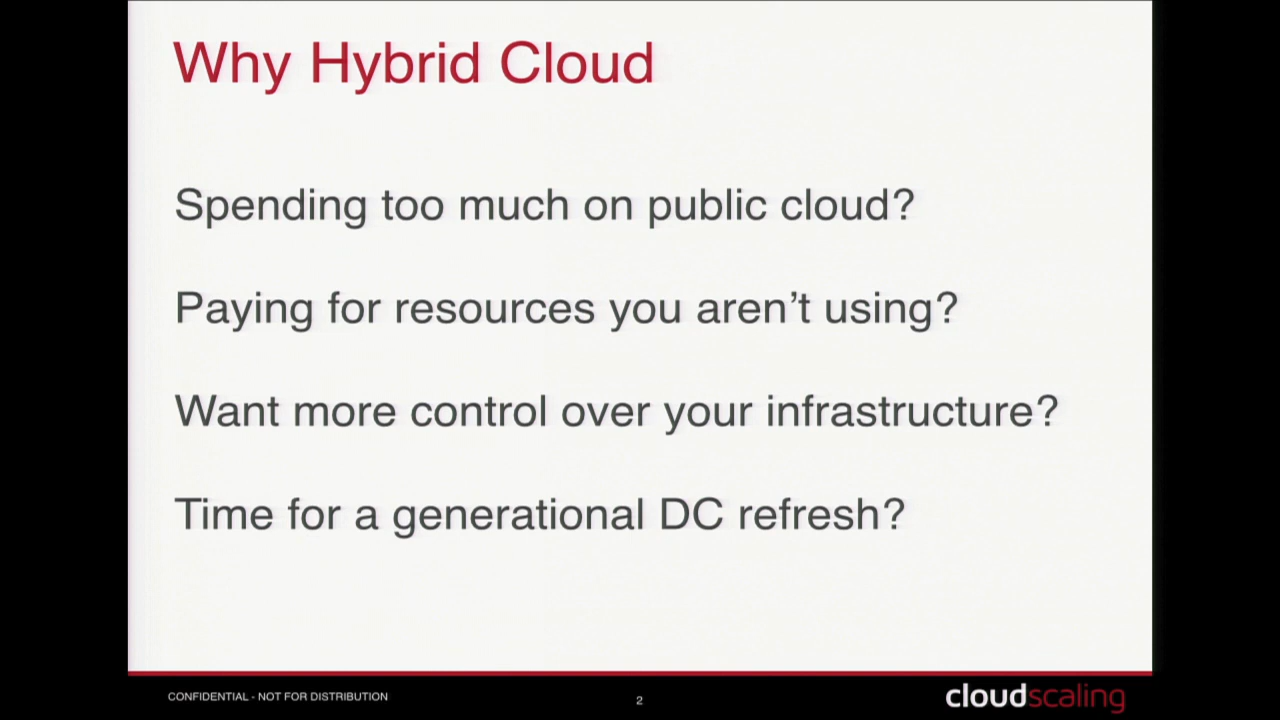 Why Hybrid Cloud
Spending too much on public cloud?
Paying for resources you aren’t using?
Want more control over your infrastructure?
Time for a generational DC refresh?
CONFIDENTIAL - NOT FOR DISTRIBUTION
2
cloudscaling